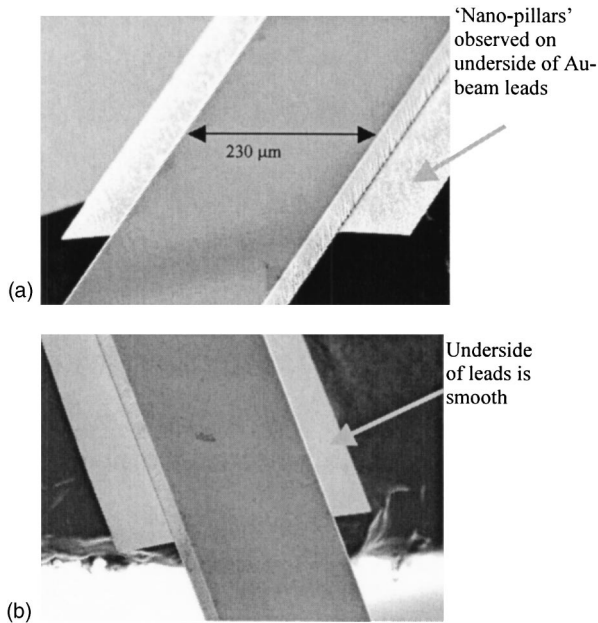 'Nano-pillars'
observed on
underside of Au-
beam leads
230 µm
(a)
Underside
of leads is
smooth
(b)